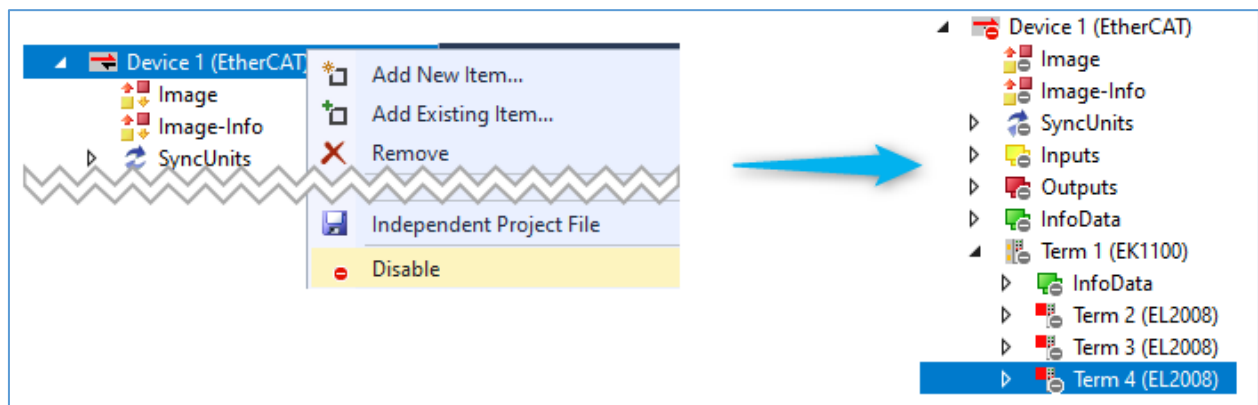 Device 1 (EtherCAT)
Image
Image-Info
SyncUnits
Add New Item...
Add Existing Item...
Remove
Independent Project File
Disable
Device 1 (EtherCAT)
Image
Image-Info
SyncUnits
Inputs
Outputs
InfoData
Term 1 (EK1100)
InfoData
Term 2 (EL2008)
Term 3 (EL2008)
Term 4 (EL2008)